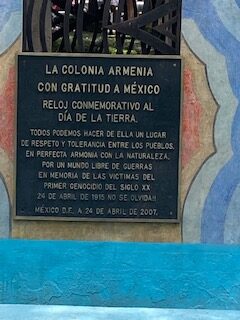 LA COLONIA ARMENIA
CON GRATITUD A MÉXICO
RELOJ CONMEMORATIVO AL
DÍA DE LA TIERRA.
TODOS PODEMOS HACER DE ELLA UN LUGAR
DE RESPETO Y TOLERANCIA ENTRE LOS PUEBLOS,
EN PERFECTA ARMONIA CON LA NATURALEZA.
POR UN MUNDO LIBRE DE GUERRAS
EN MEMORIA DE LAS VICTIMAS DEL
PRIMER GENOCIDIO DEL SIGLO XX
24 DE ABRIL DE 1915 NO SE OLVIDA!!
MÉXICO D.F. A 24 DE ABRIL DE 2007.